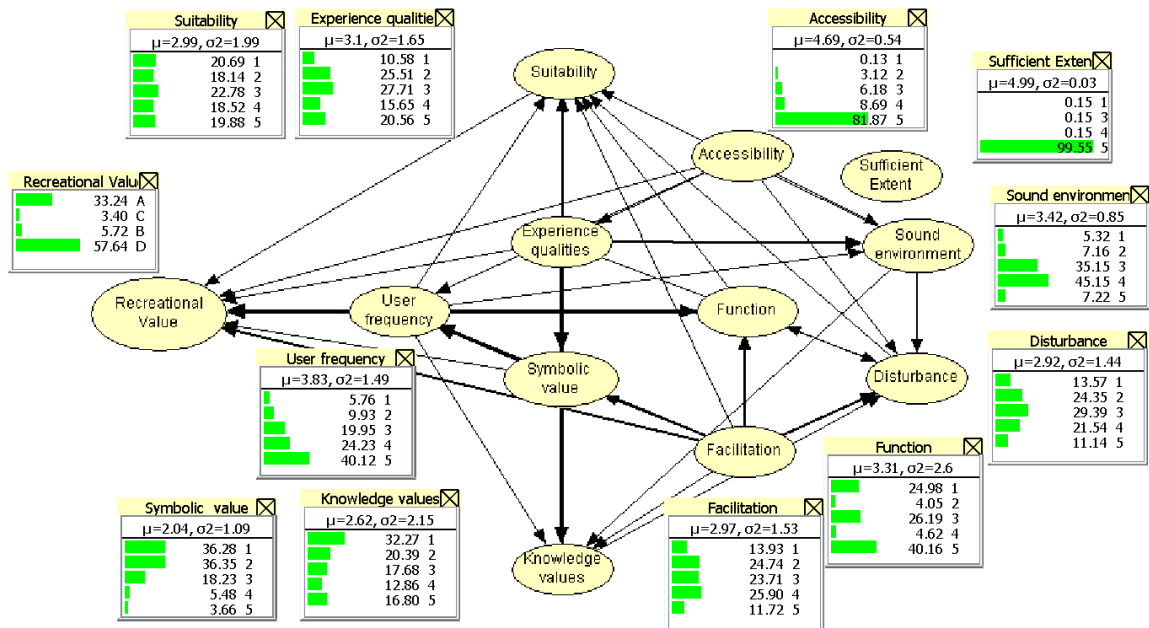 Suitability
μ=2.99, σ2=1.99
20.69 1
18.14 2
22.78 3
18.52 4
19.88 5
Experience qualitie
μ=3.1, σ2=1.65
10.58 1
25.51 2
27.71 3
15.65 4
20.56 5
Accessibility
μ=4.69, σ2=0.54
0.13 1
3.12 2
6.18 3
8.69 4
81.87 5
Sufficient Exten
μ=4.99, σ2=0.03
0.15 1
0.15 3
0.15 4
99.55 5
Suitability
Accessibility
Sufficient
Extent
Recreational Valu
33.24 A
3.40 C
5.72 B
57.64 D
Experience
qualities
Sound
environment
Sound environmen
μ=3.42, σ2=0.85
5.32 1
7.16 2
35.15 3
45.15 4
7.22 5
Recreational
Value
User
frequency
Function
User frequency
μ=3.83, σ2=1.49
5.76 1
9.93 2
19.95 3
24.23 4
40.12 5
Symbolic
value
Disturbance
Disturbance
μ=2.92, σ2=1.44
13.57 1
24.35 2
29.39 3
21.54 4
11.14 5
Facilitation
Function
μ=3.31, σ2=2.6
24.98 1
4.05 2
26.19 3
4.62 4
40.16 5
Symbolic value
μ=2.04, σ2=1.09
36.28 1
36.35 2
18.23 3
5.48 4
3.66 5
Knowledge values
μ=2.62, σ2=2.15
32.27 1
20.39 2
17.68 3
12.86 4
16.80 5
Knowledge
values
Facilitation
μ=2.97, σ2=1.53
13.93 1
24.74 2
23.71 3
25.90 4
11.72 5